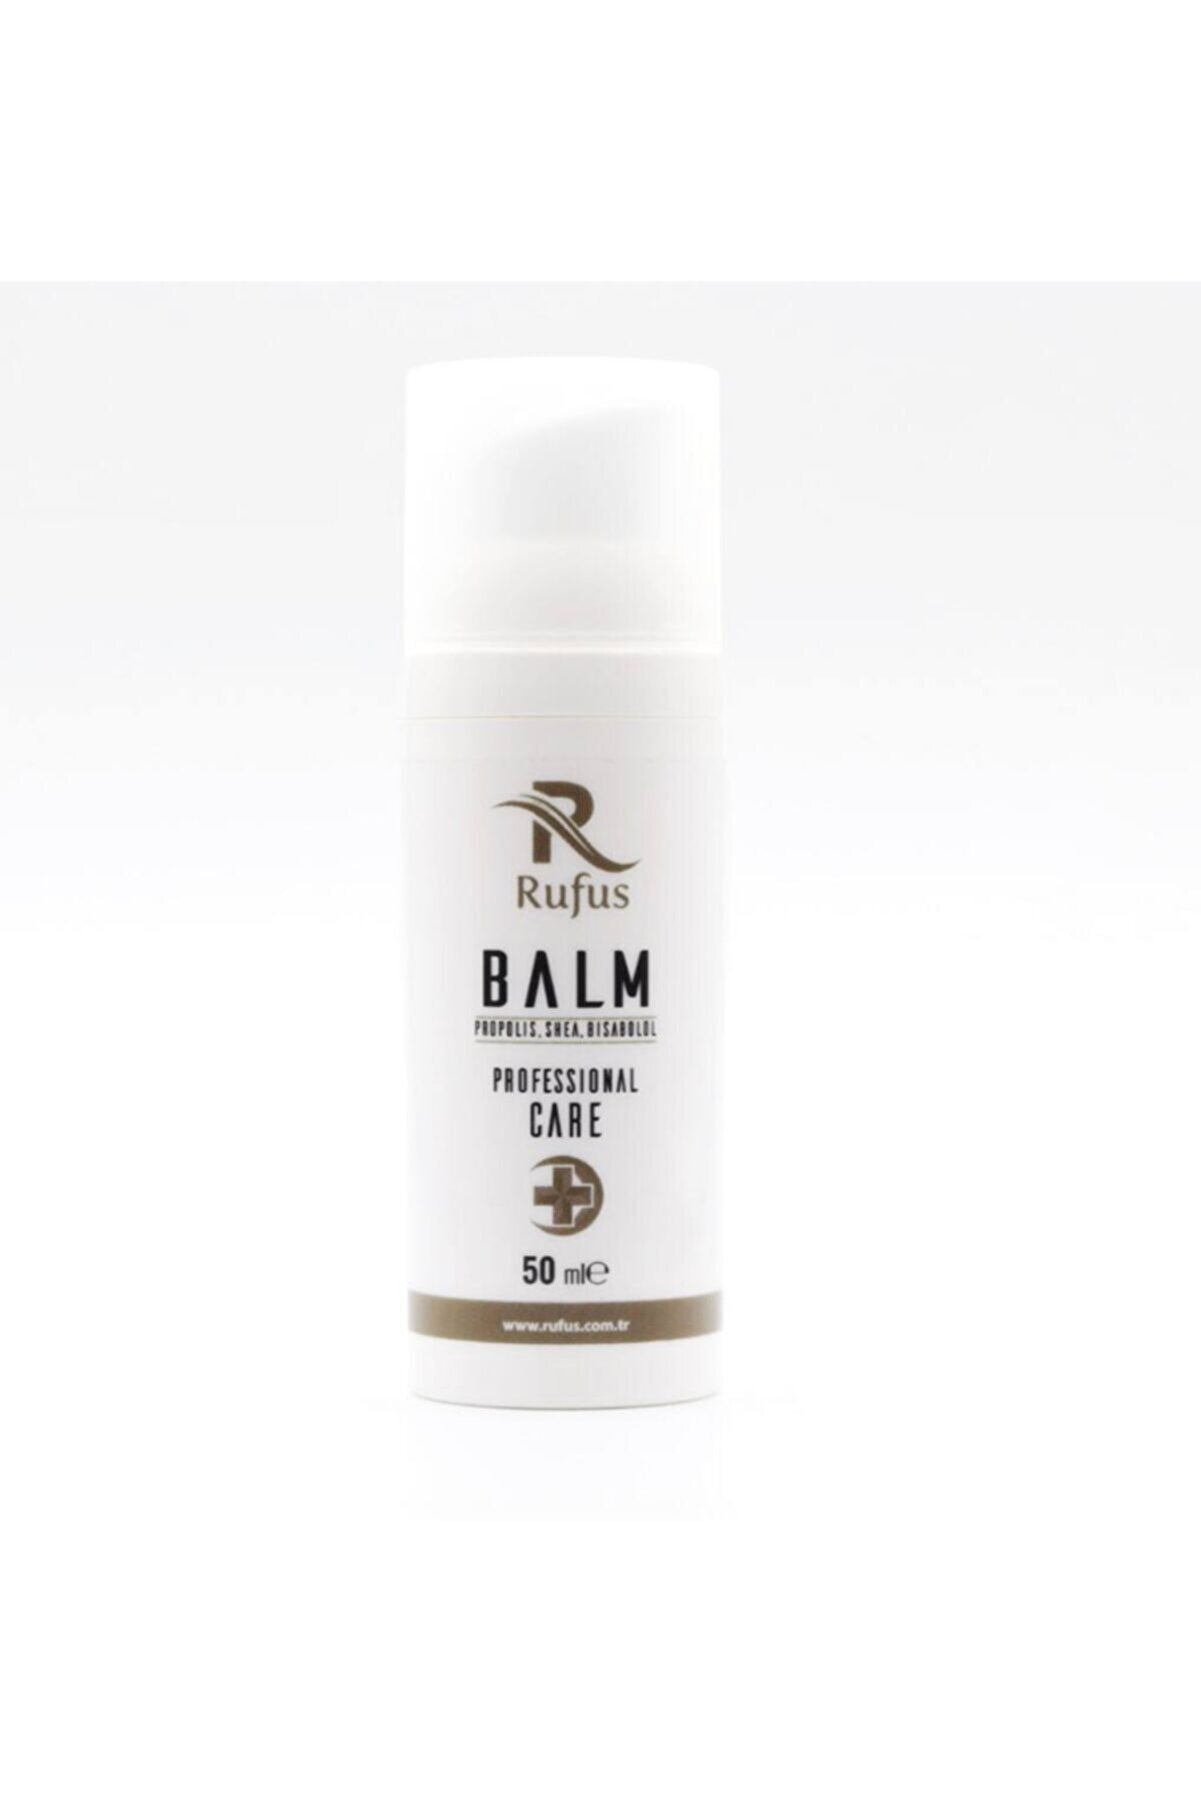 R
Rufus
BALM
PROPOLIS, SHEA, BISABOLOL
PROFESSIONAL
CARE
50 ml℮
www.rufus.com.tr